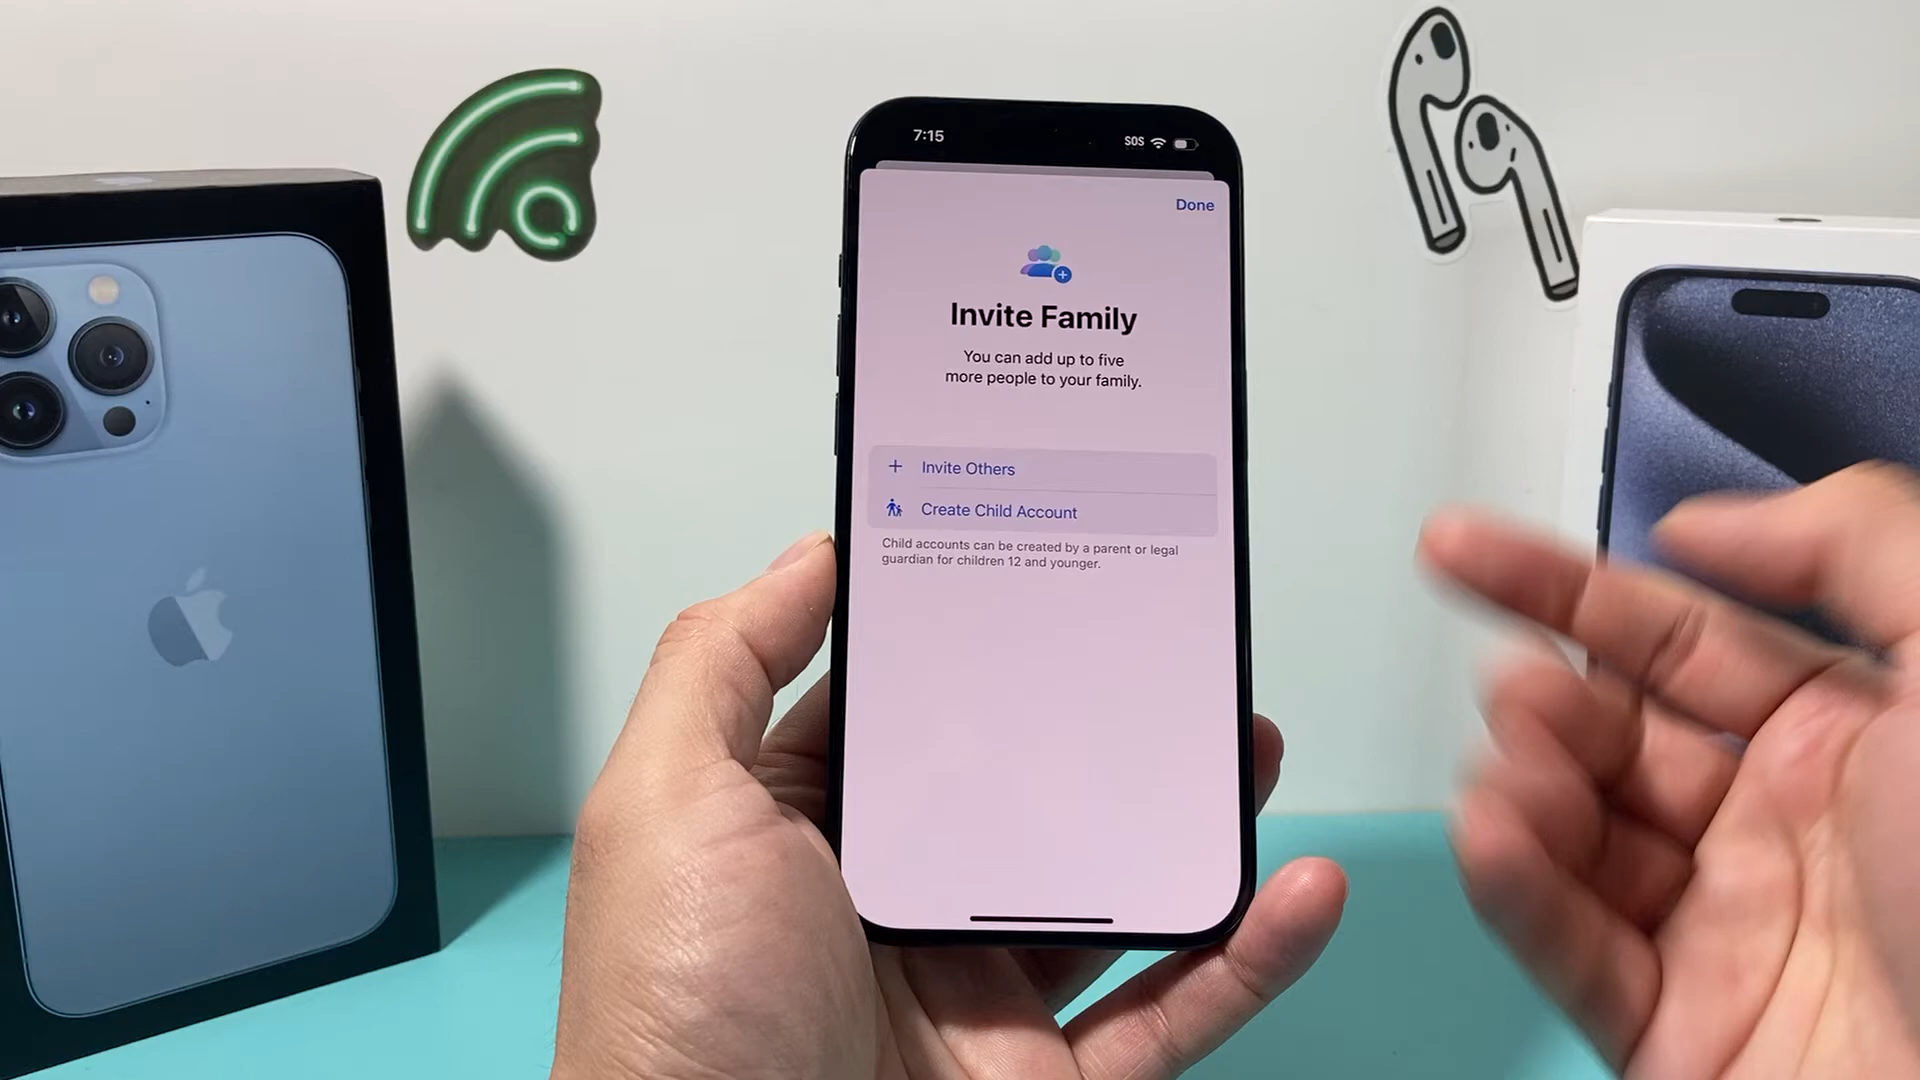 7:15
SOS
Done
Invite Family
You can add up to five
more people to your family.
Invite Others
Create Child Account
Child accounts can be created by a parent or legal
guardian for children 12 and younger.